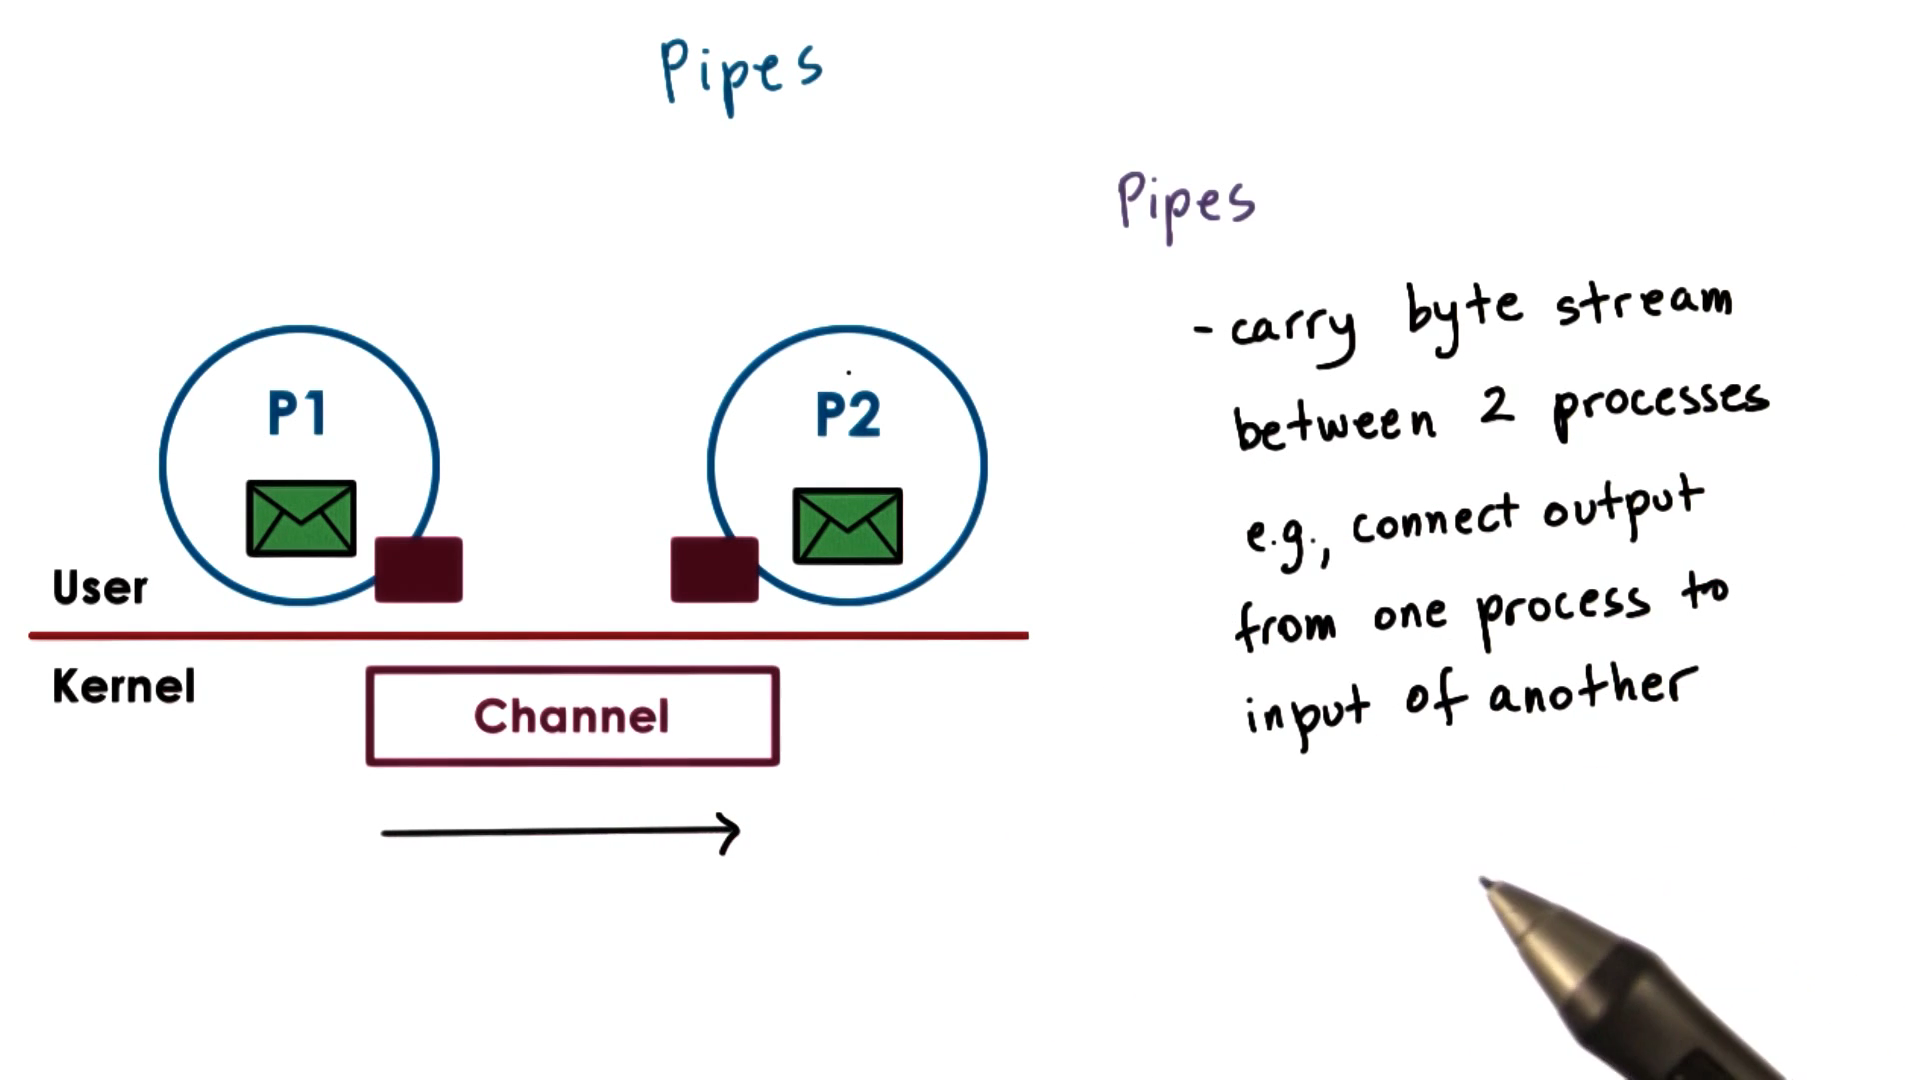 Pipes
P1
P2
User
Kernel
Channel
Pipes
- carry byte stream
between 2 processes
e.g., connect output
from one process to
input of another